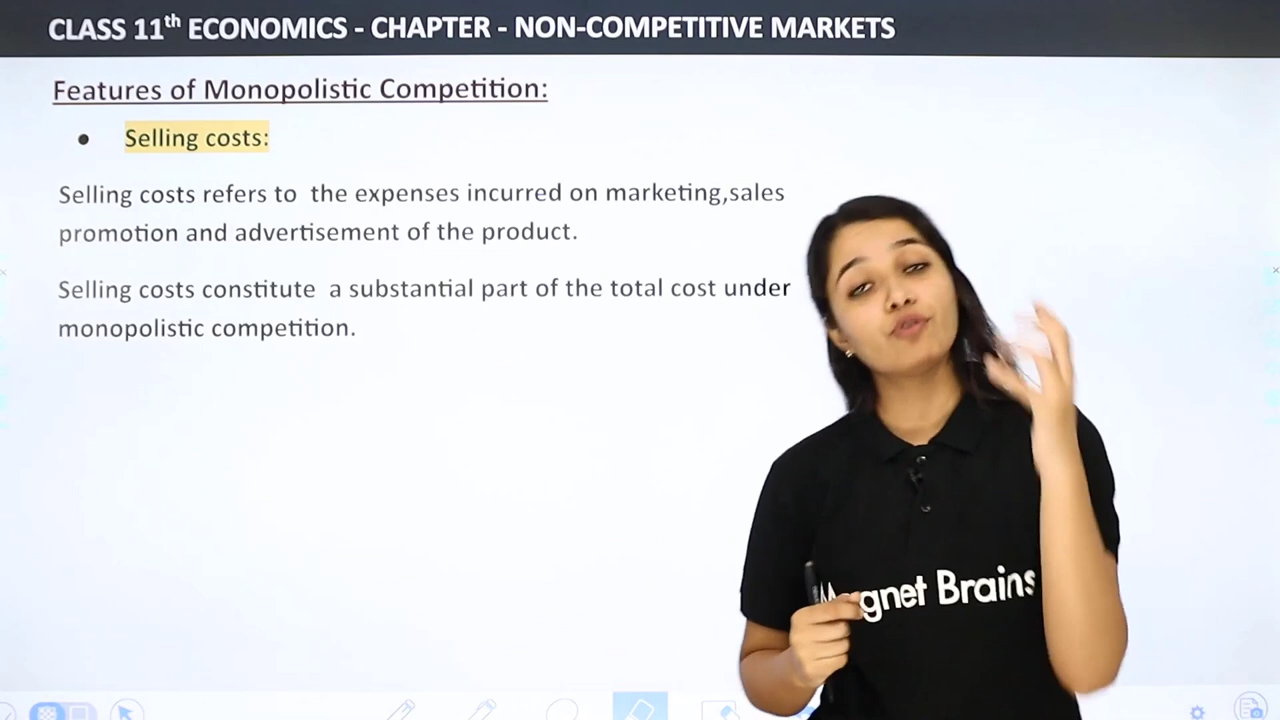 CLASS 11th ECONOMICS - CHAPTER - NON-COMPETITIVE MARKETS
Features of Monopolistic Competition:
• Selling costs:
Selling costs refers to the expenses incurred on marketing,sales
promotion and advertisement of the product.
Selling costs constitute a substantial part of the total cost under
monopolistic competition.
Magnet Brains